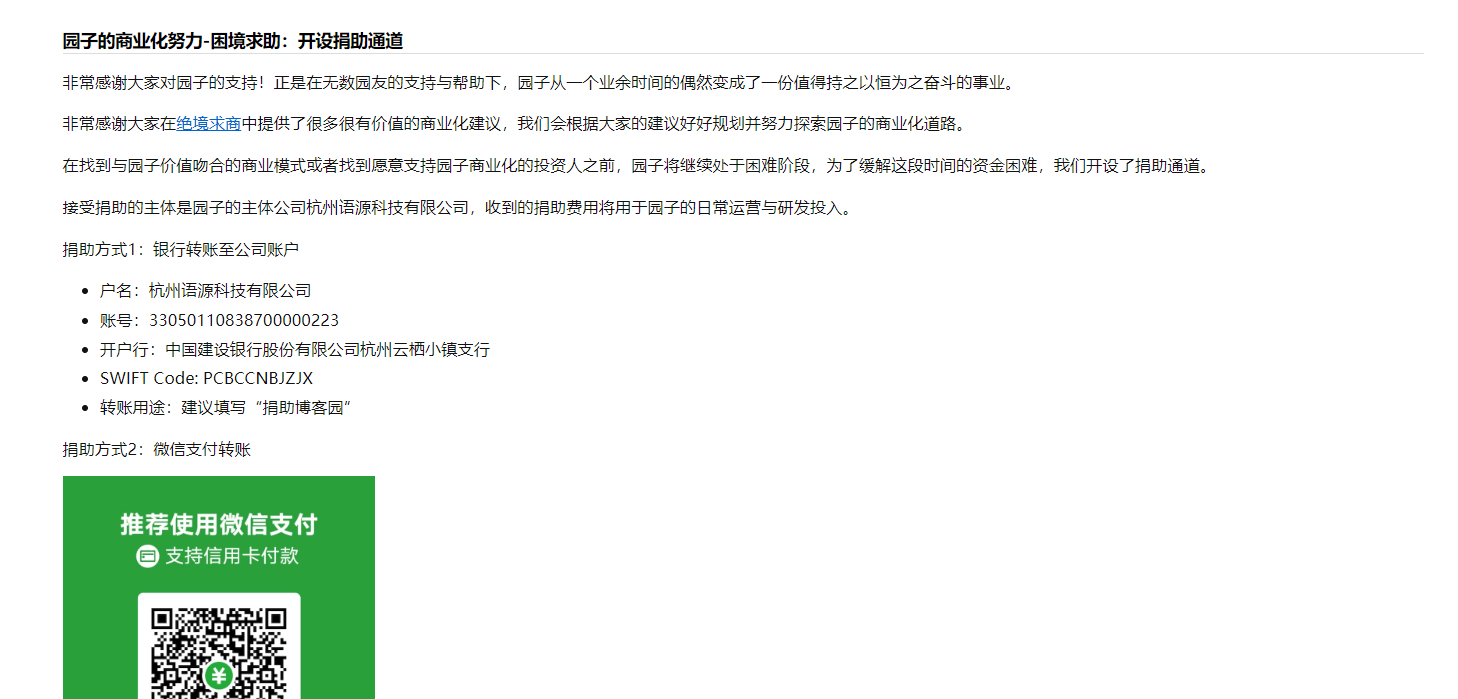 园子的商业化努力-困境求助：开设捐助通道
非常感谢大家对园子的支持！正是在无数园友的支持与帮助下，园子从一个业余时间的偶然变成了一份值得持之以恒为之奋斗的事业。
非常感谢大家在绝境求商中提供了很多很有价值的商业化建议，我们会根据大家的建议好好规划并努力探索园子的商业化道路。
在找到与园子价值吻合的商业模式或者找到愿意支持园子商业化的投资人之前，园子将继续处于困难阶段，为了缓解这段时间的资金困难，我们开设了捐助通道。
接受捐助的主体是园子的主体公司杭州语源科技有限公司，收到的捐助费用将用于园子的日常运营与研发投入。
捐助方式1：银行转账至公司账户
户名：杭州语源科技有限公司
账号：33050110838700000223
开户行：中国建设银行股份有限公司杭州云栖小镇支行
SWIFT Code: PCBCCNBJZJX
转账用途：建议填写“捐助博客园”
捐助方式2：微信支付转账
推荐使用微信支付
支持信用卡付款
¥